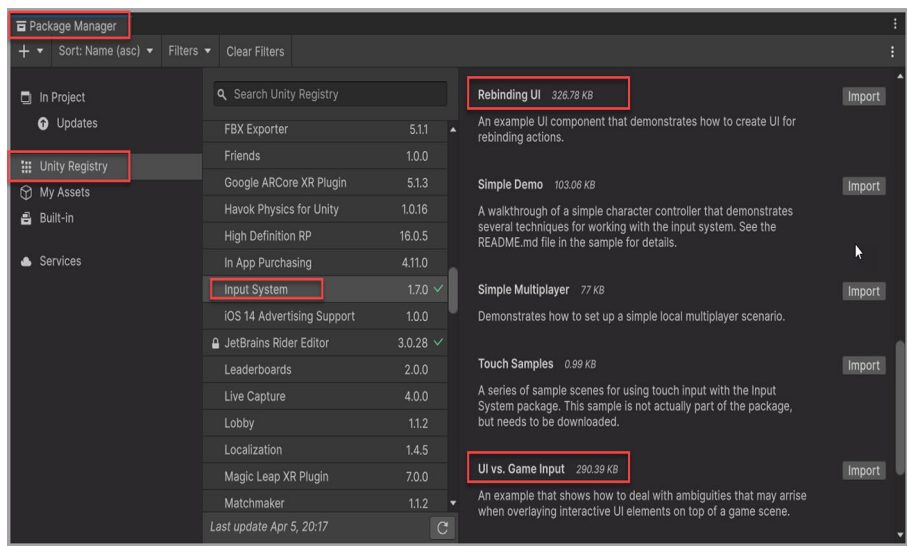 Package Manager
Sort: Name (asc) Filters Clear Filters
In Project
Updates
Unity Registry
My Assets
Built-in
Services
Search Unity Registry
FBX Exporter 5.1.1
Friends 1.0.0
Google ARCore XR Plugin 5.1.3
Havok Physics for Unity 1.0.16
High Definition RP 16.0.5
In App Purchasing 4.11.0
Input System 1.7.0
iOS 14 Advertising Support 1.0.0
JetBrains Rider Editor 3.0.28
Leaderboards 2.0.0
Live Capture 4.0.0
Lobby 1.1.2
Localization 1.4.5
Magic Leap XR Plugin 7.0.0
Matchmaker 1.1.2
Last update Apr 5, 20:17
Rebinding UI 326.78 KB Import
An example UI component that demonstrates how to create UI for
rebinding actions.
Simple Demo 103.06 KB Import
A walkthrough of a simple character controller that demonstrates
several techniques for working with the input system. See the
README.md file in the sample for details.
Simple Multiplayer 77 KB Import
Demonstrates how to set up a simple local multiplayer scenario.
Touch Samples 0.99 KB Import
A series of sample scenes for using touch input with the Input
System package. This sample is not actually part of the package,
but needs to be downloaded.
UI vs. Game Input 290.39 KB Import
An example that shows how to deal with ambiguities that may arrise
when overlaying interactive UI elements on top of a game scene.